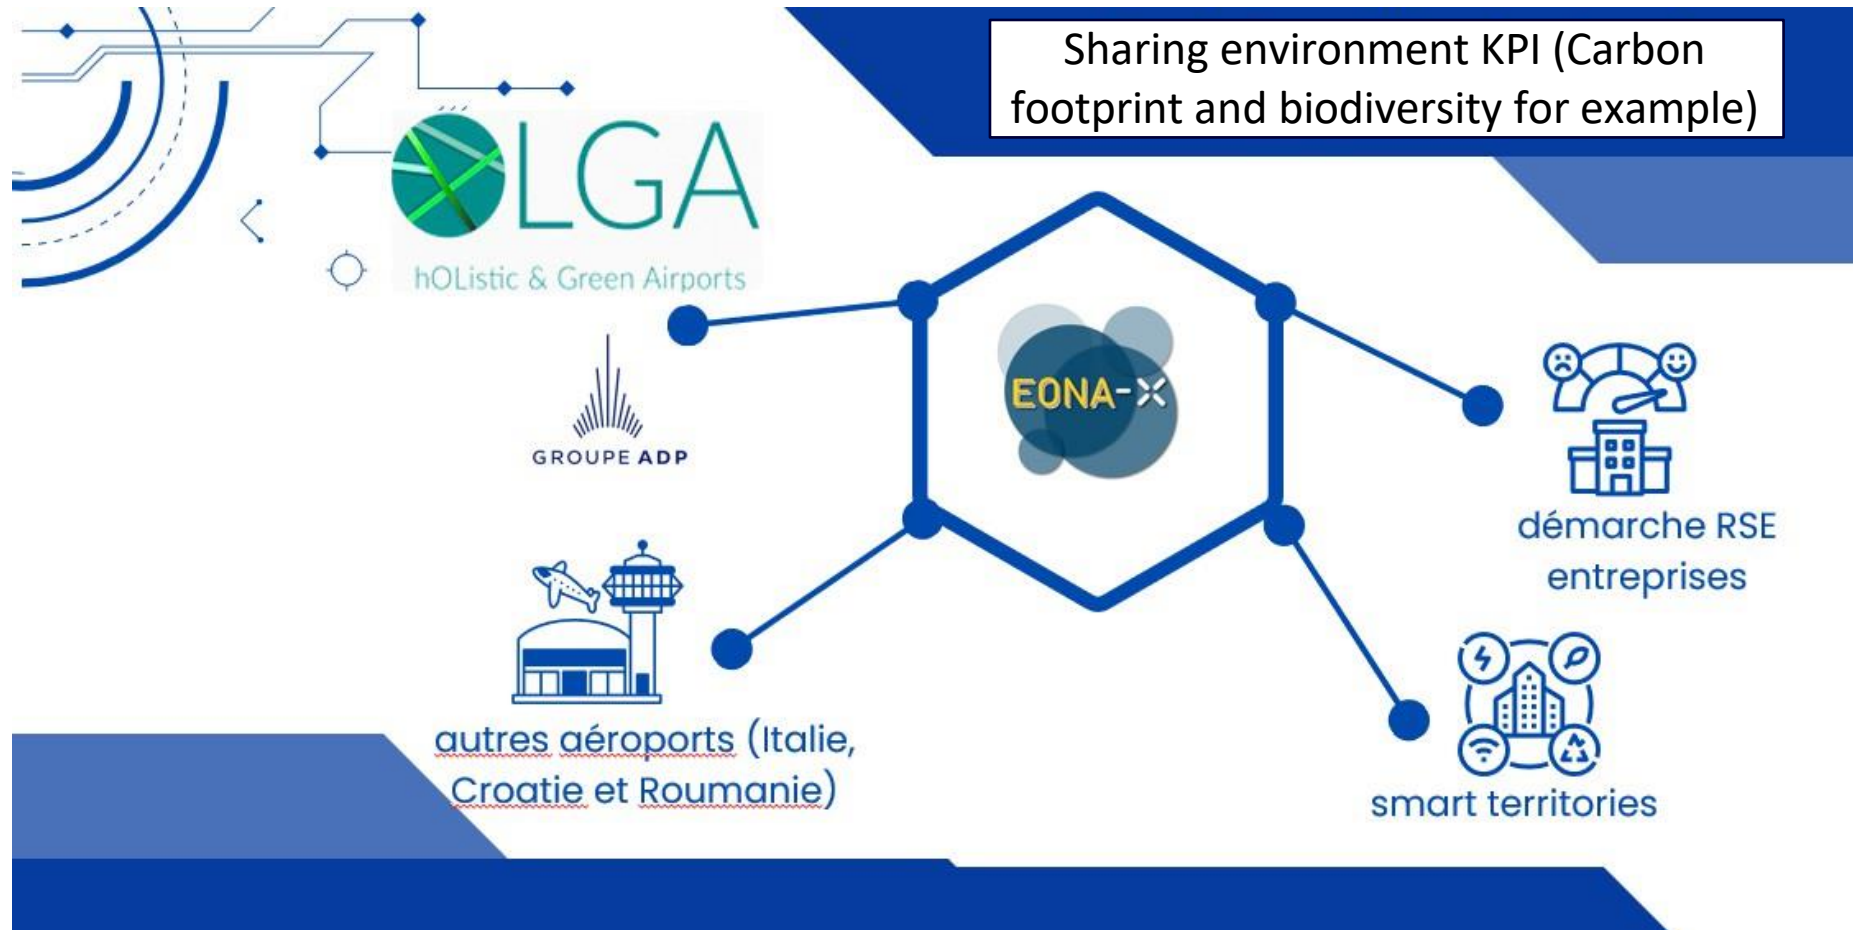 Sharing environment KPI (Carbon
footprint and biodiversity for example)
OLGA
hOListic & Green Airports
GROUPE ADP
EONA-X
démarche RSE
entreprises
autres aéroports (Italie,
Croatie et Roumanie)
smart territories